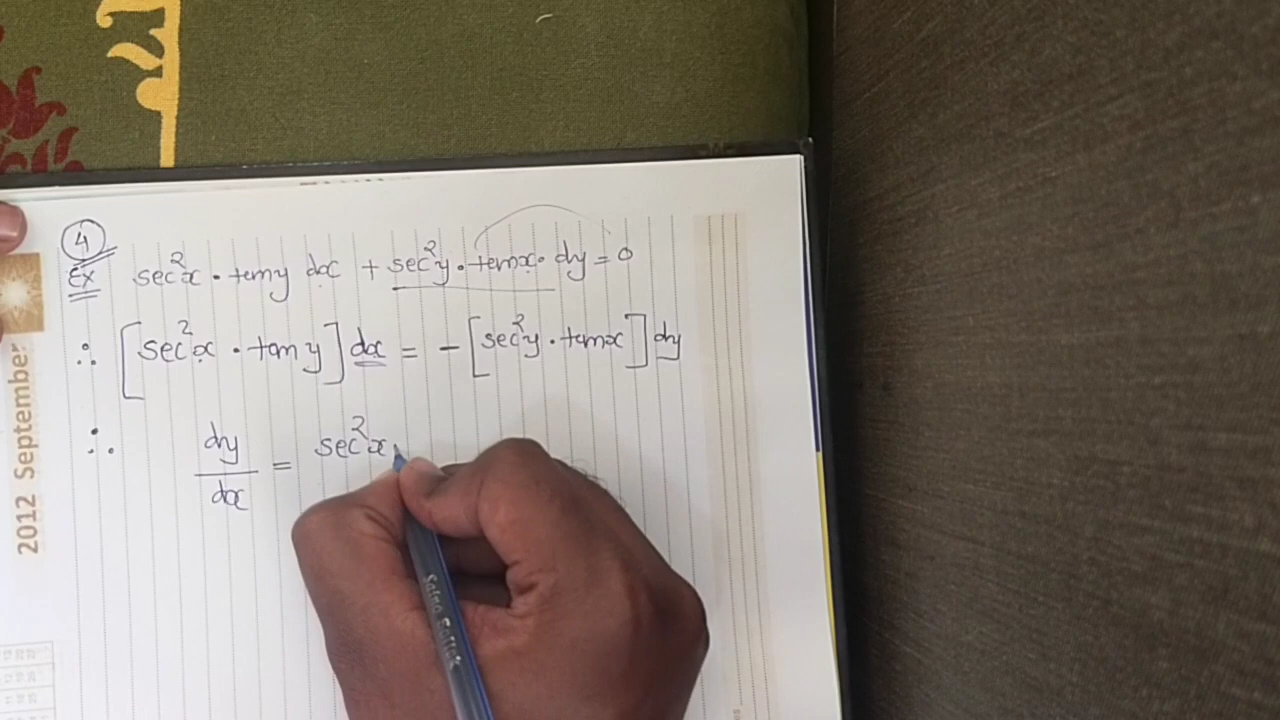 4
Ex sec²x · tany dx + sec²y · tanx · dy = 0
∴ [sec²x · tany] dx = - [sec²y · tanx] dy
∴ dy/dx = sec²x
2012 September